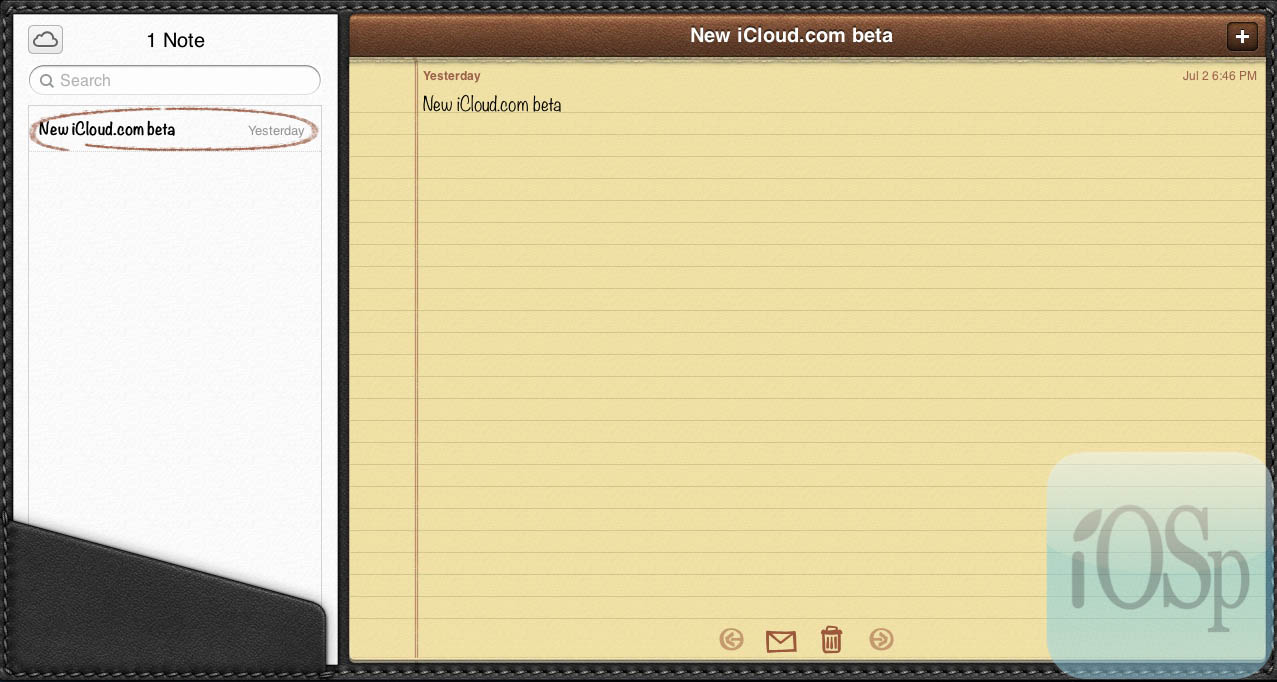 1 Note
Search
New iCloud.com beta Yesterday
New iCloud.com beta
Yesterday Jul 2 6:46 PM
New iCloud.com beta
iOSp